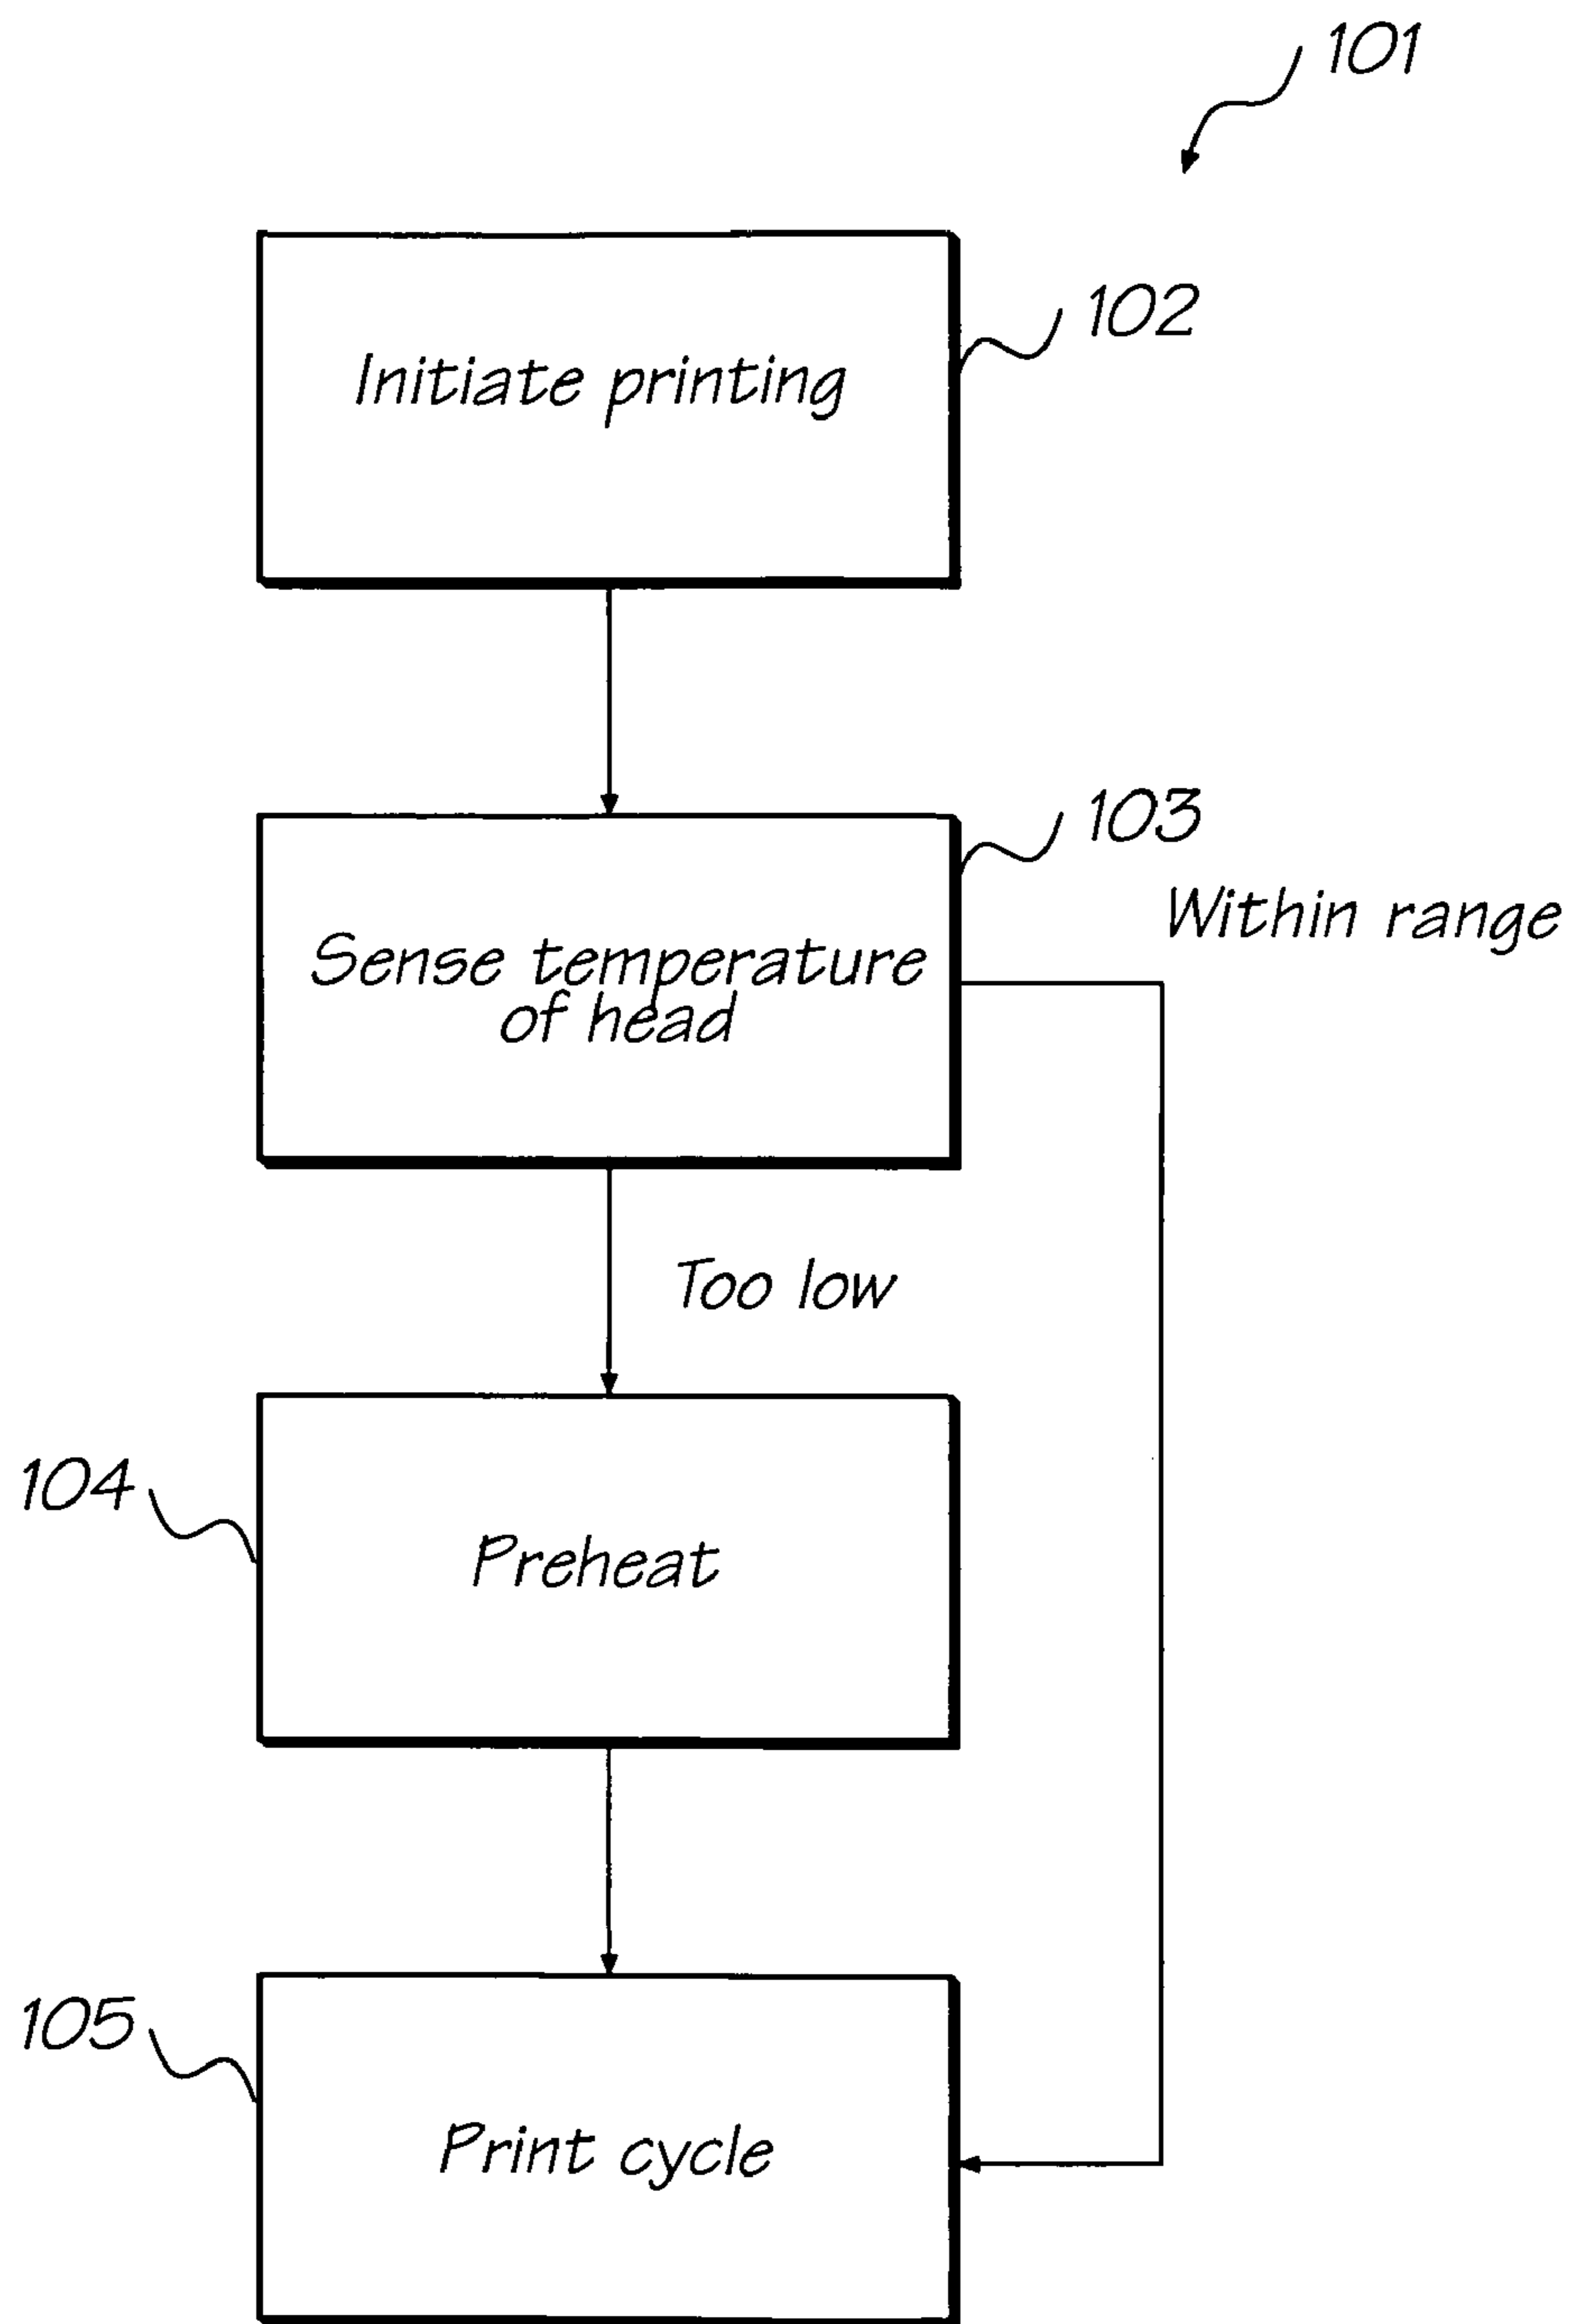 101
102
Initiate printing
103
Within range
Sense temperature
of head
Too low
104
Preheat
105
Print cycle